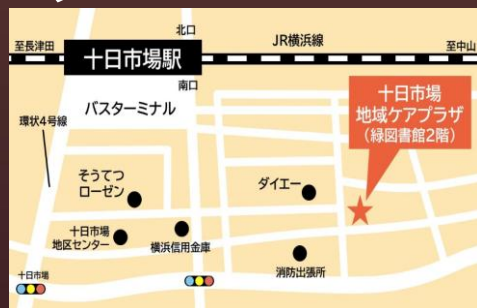 北口
JR横浜線
至長津田
十日市場駅
至中山
南口
バスターミナル
環状4号線
十日市場
地域ケアプラザ
（緑図書館2階）
そうてつ
ローゼン
ダイエー
十日市場
地区センター
横浜信用金庫
消防出張所
十日市場